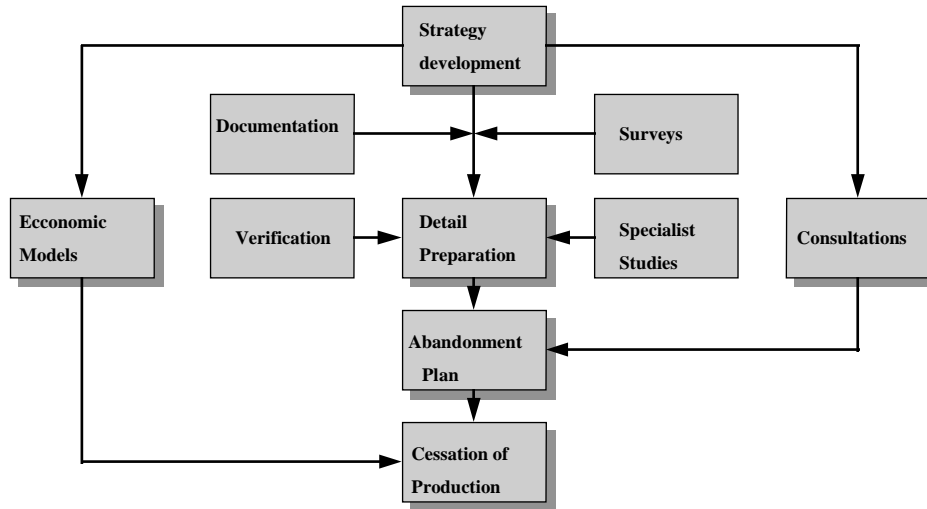 Strategy
development
Documentation
Surveys
Ecconomic
Models
Verification
Detail
Preparation
Specialist
Studies
Consultations
Abandonment
Plan
Cessation of
Production